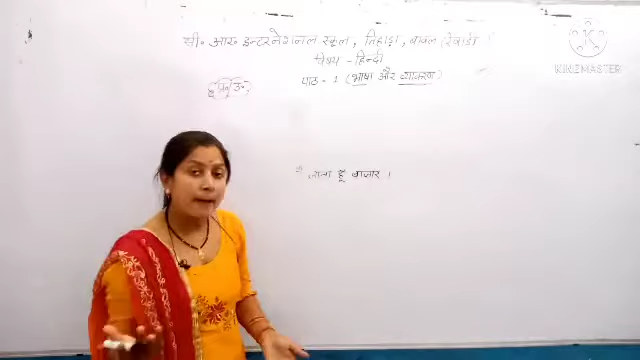 सी० आर० इन्टरनेशनल स्कूल, लिहाड़ा, बावल (रेवाडी
विषय - हिन्दी
पाठ - 1 (भाषा और व्याकरण)
जाता हूँ बाजार ।
KINEMASTER